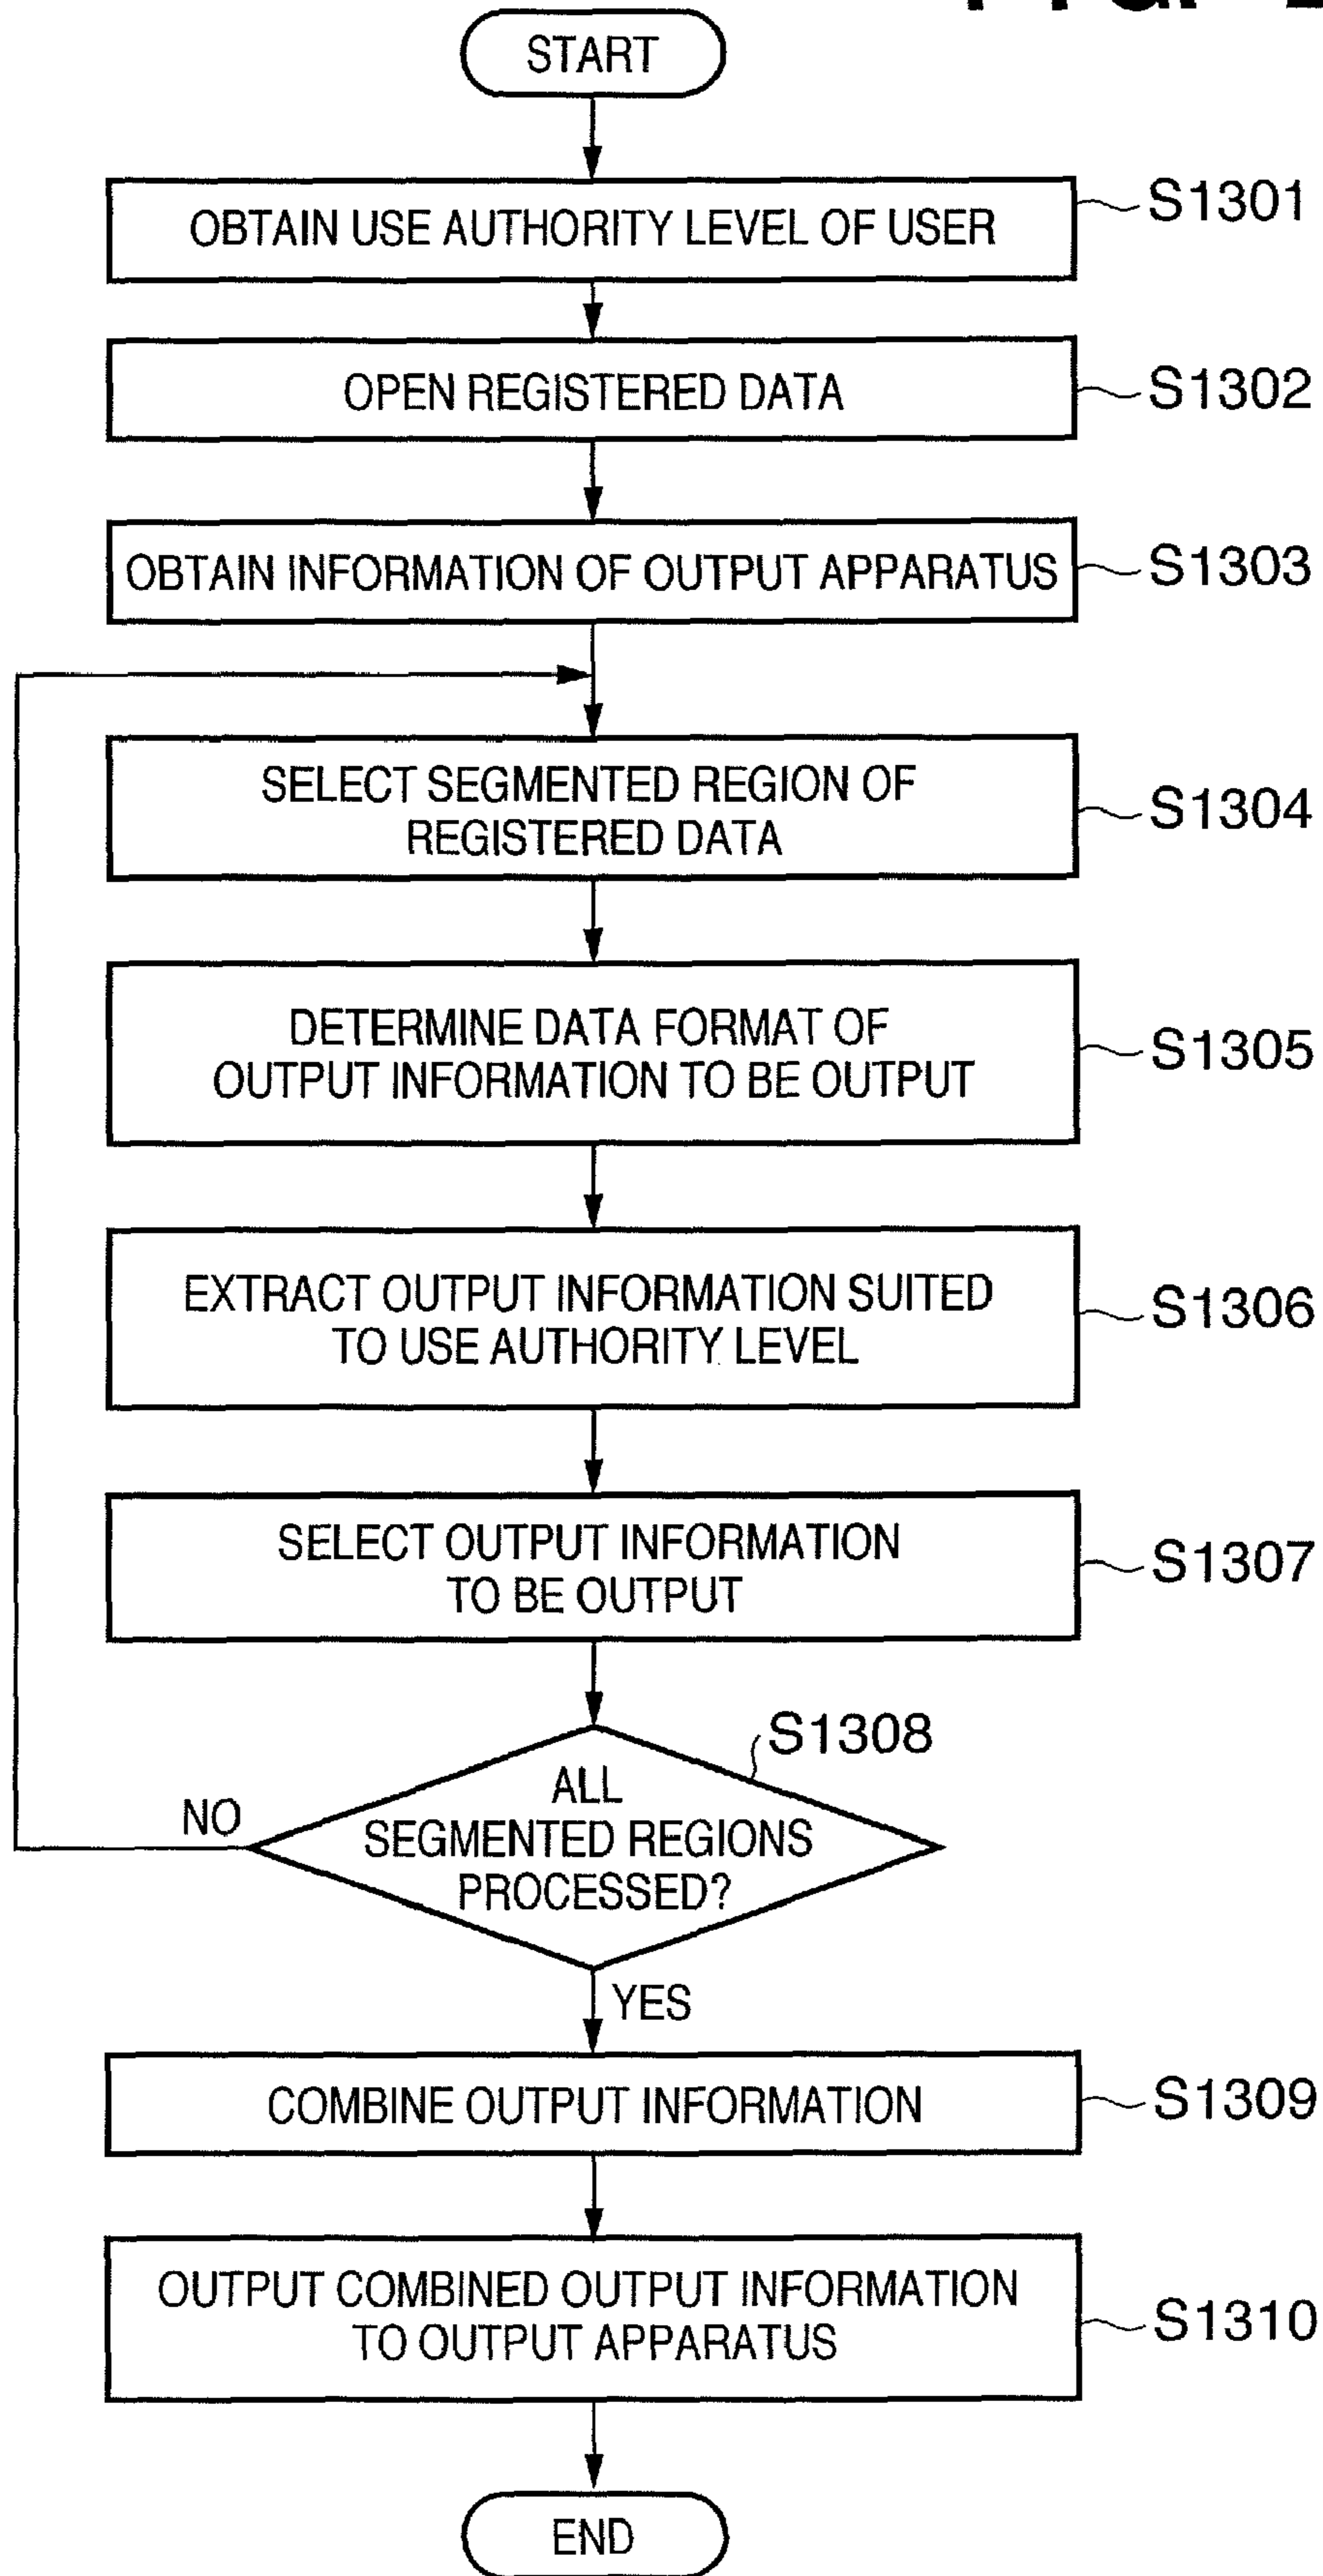 START
OBTAIN USE AUTHORITY LEVEL OF USER
S1301
OPEN REGISTERED DATA
S1302
OBTAIN INFORMATION OF OUTPUT APPARATUS
S1303
SELECT SEGMENTED REGION OF
REGISTERED DATA
S1304
DETERMINE DATA FORMAT OF
OUTPUT INFORMATION TO BE OUTPUT
S1305
EXTRACT OUTPUT INFORMATION SUITED
TO USE AUTHORITY LEVEL
S1306
SELECT OUTPUT INFORMATION
TO BE OUTPUT
S1307
S1308
ALL
SEGMENTED REGIONS
PROCESSED?
NO
YES
COMBINE OUTPUT INFORMATION
S1309
OUTPUT COMBINED OUTPUT INFORMATION
TO OUTPUT APPARATUS
S1310
END